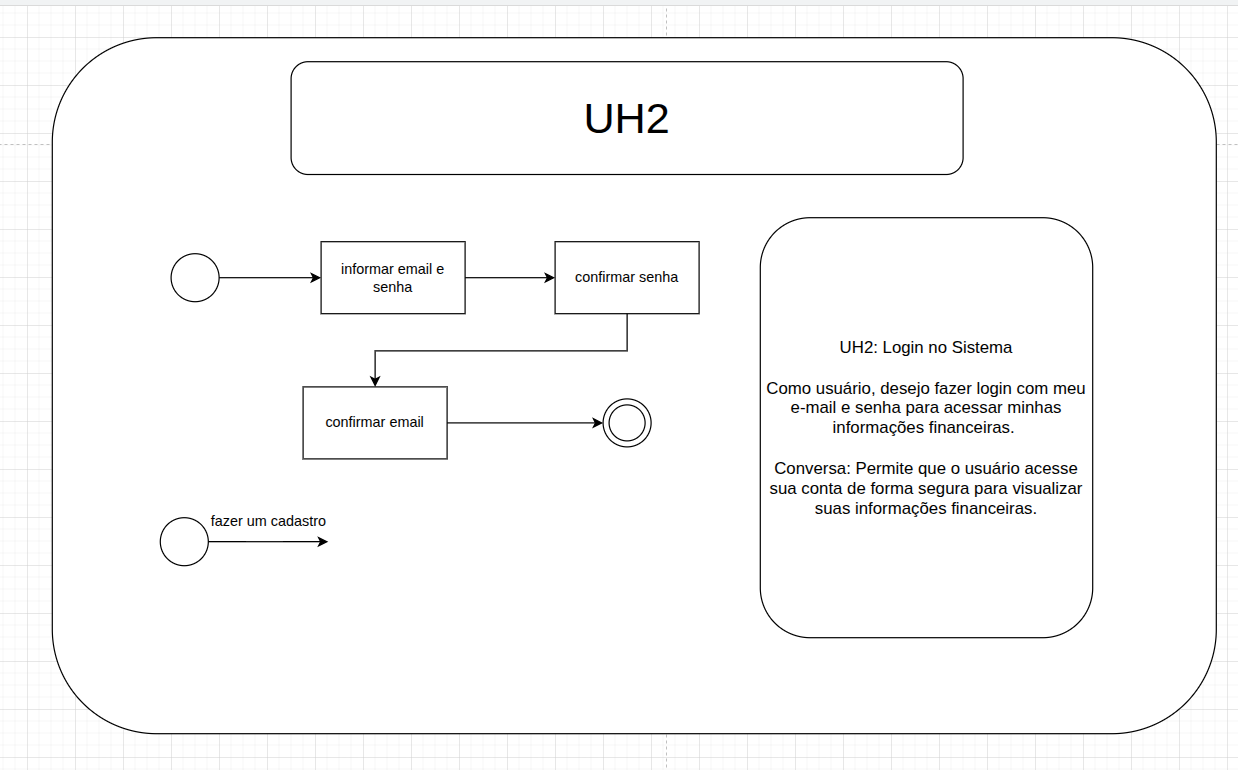 UH2
informar email e
senha
confirmar senha
confirmar email
fazer um cadastro
UH2: Login no Sistema
Como usuário, desejo fazer login com meu
e-mail e senha para acessar minhas
informações financeiras.
Conversa: Permite que o usuário acesse
sua conta de forma segura para visualizar
suas informações financeiras.